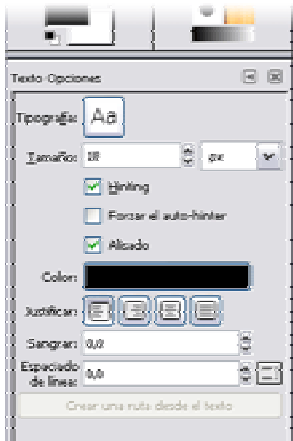 Texto Opciones
Tipografía: Aa
Tamaño: 18 px
Hinting
Forzar el auto-hinter
Alisado
Color:
Justificar:
Sangrar: 0,0
Espaciado de línea: 0,0
Crear una ruta desde el texto